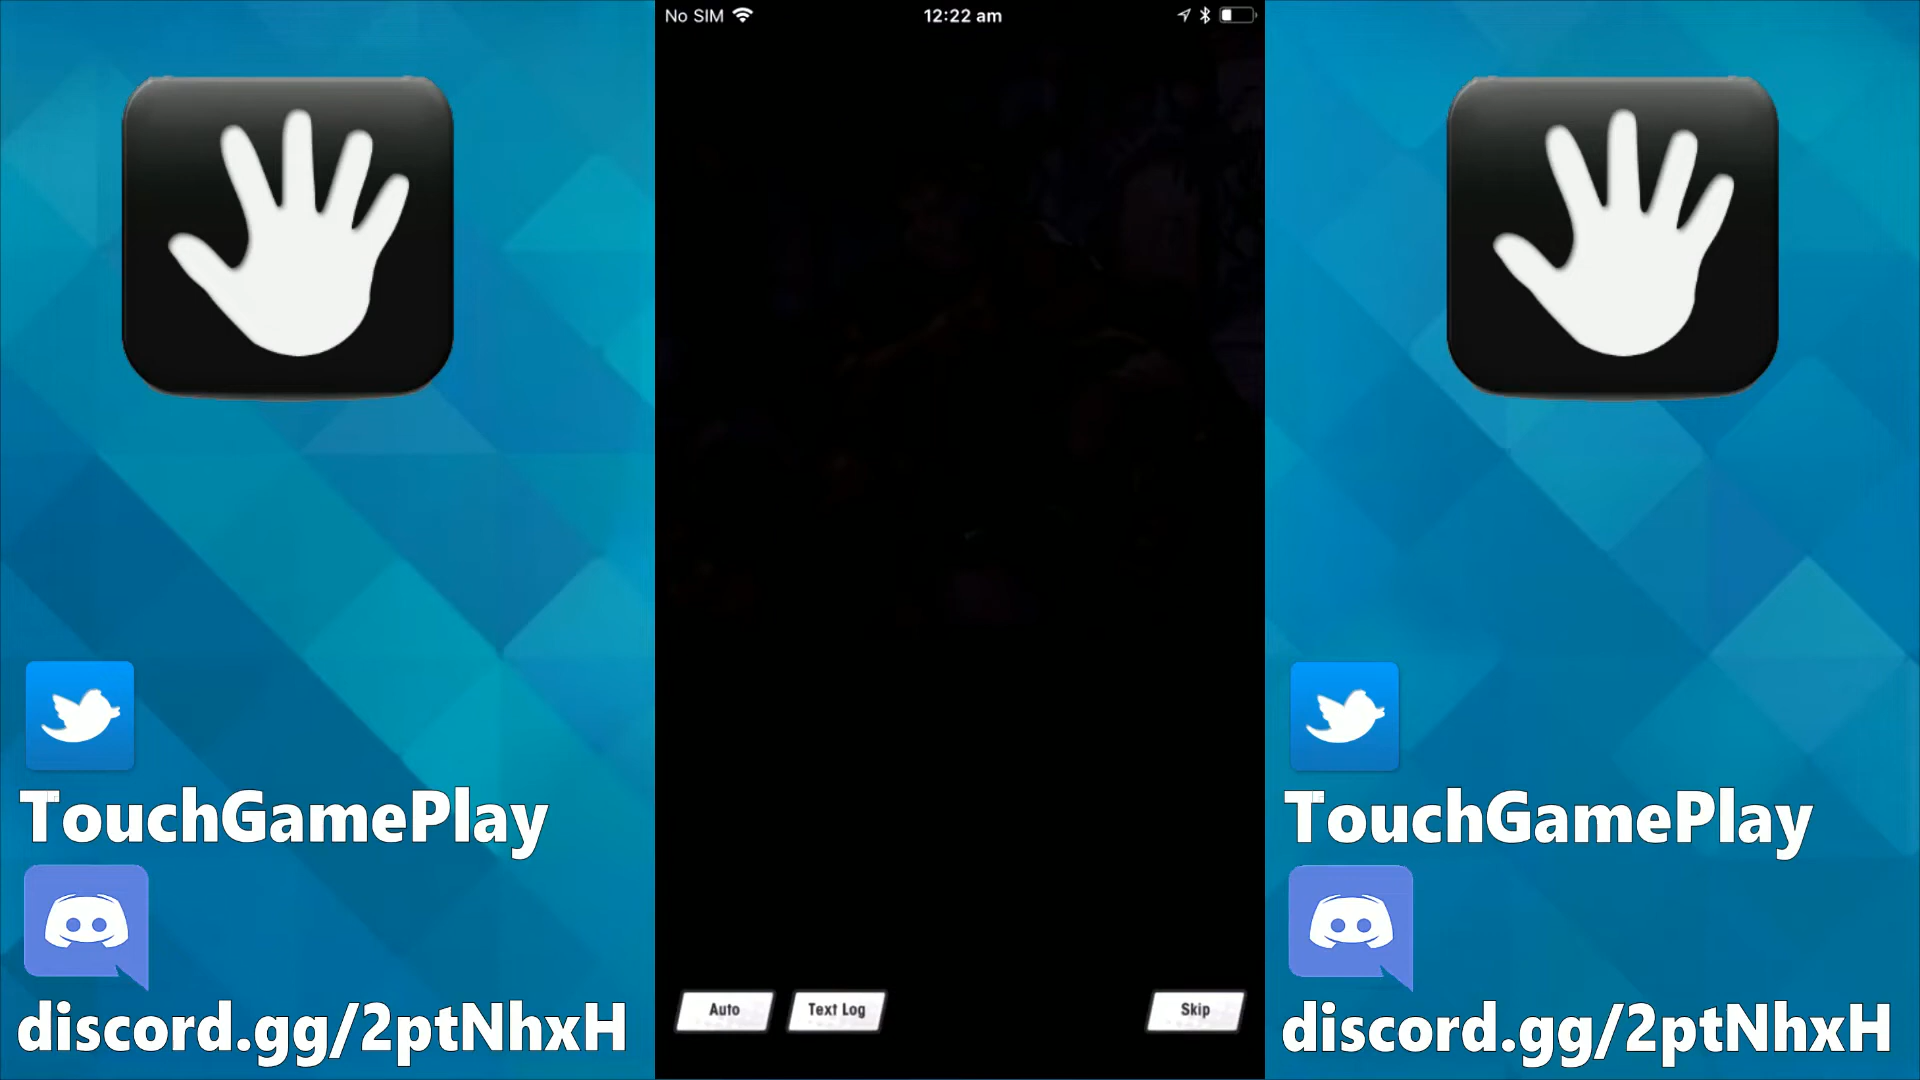 No SIM
12:22 am
TouchGamePlay
discord.gg/2ptNhxH
Auto
Text Log
Skip
TouchGamePlay
discord.gg/2ptNhxH